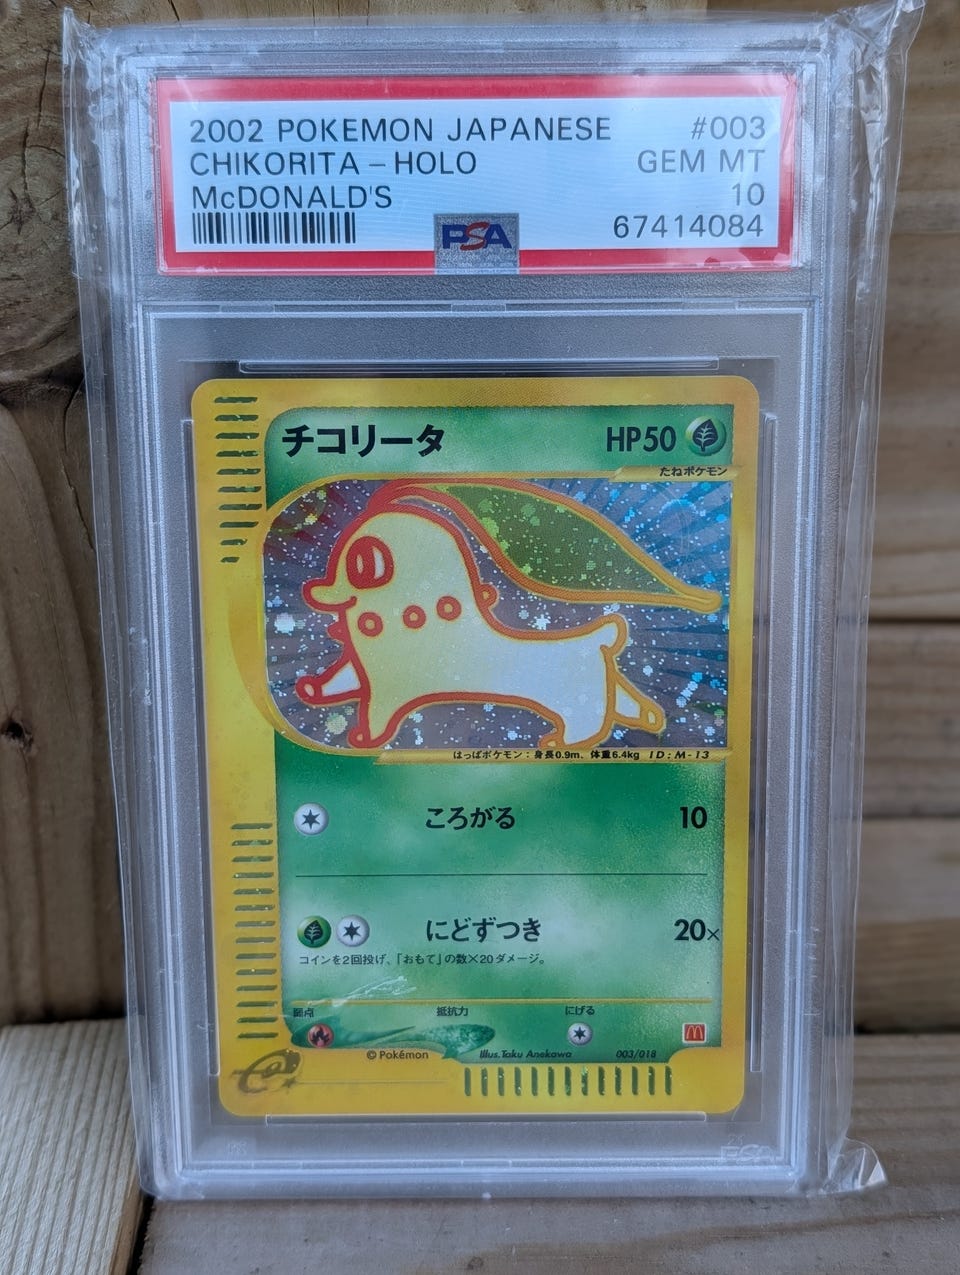 2002 POKEMON JAPANESE #003
CHIKORITA - HOLO GEM MT
McDONALD'S 10
67414084
PSA
チコリータ HP50
たねポケモン
はっぱポケモン:身長0.9m、体重6.4kg ID:M-13
ころがる 10
にどずつき 20×
コインを2回投げ、「おもて」の数×20ダメージ。
弱点 抵抗力 にげる
©Pokémon Illus.Taku Anekawa 003/018
e
PSA